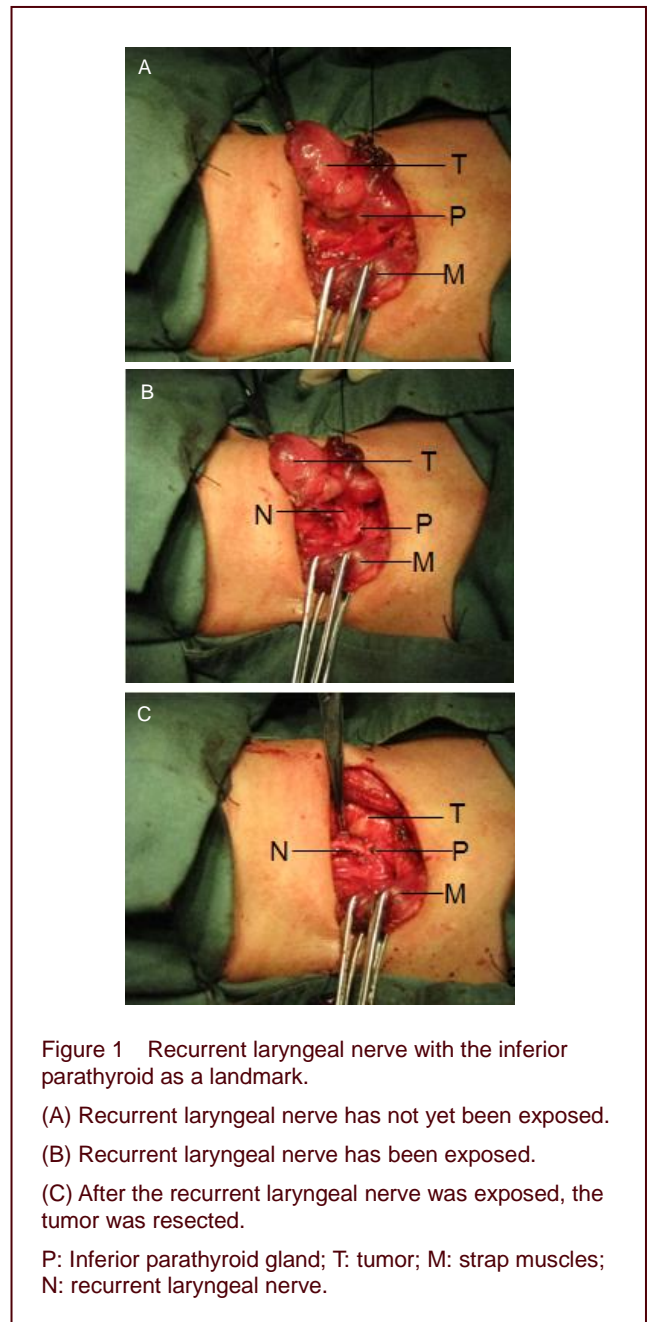 A
T
P
M
B
T
N
P
M
C
T
N
P
M
Figure 1 Recurrent laryngeal nerve with the inferior
parathyroid as a landmark.
(A) Recurrent laryngeal nerve has not yet been exposed.
(B) Recurrent laryngeal nerve has been exposed.
(C) After the recurrent laryngeal nerve was exposed, the
tumor was resected.
P: Inferior parathyroid gland; T: tumor; M: strap muscles;
N: recurrent laryngeal nerve.